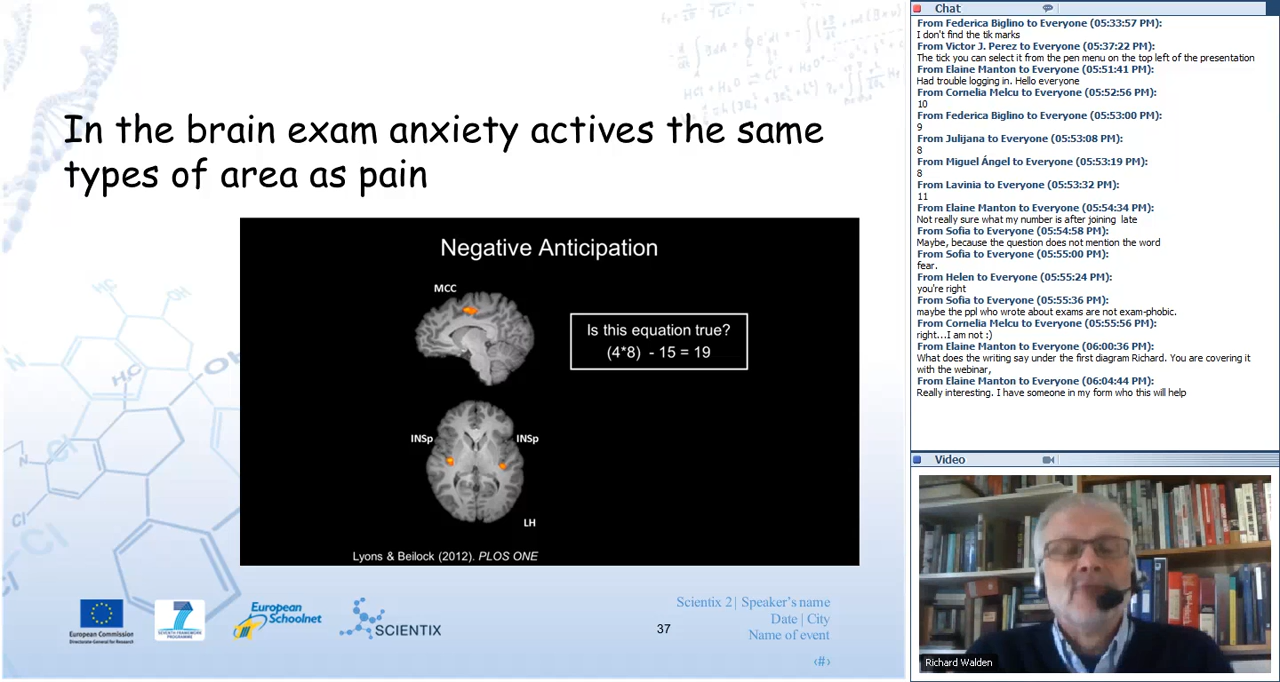 In the brain exam anxiety actives the same
types of area as pain
Negative Anticipation
MCC
Is this equation true?
(4*8) - 15 = 19
INSp
INSp
LH
Lyons & Beilock (2012). PLOS ONE
European Commission
Directorate-General for Research
7
SEVENTH FRAMEWORK
PROGRAMME
European
Schoolnet
SCIENTIX
37
Scientix 2| Speaker's name
Date | City
Name of event
‹#›
Chat
From Federica Biglino to Everyone (05:33:57 PM):
I don't find the tik marks
From Victor J. Perez to Everyone (05:37:22 PM):
The tick you can select it from the pen menu on the top left of the presentation
From Elaine Manton to Everyone (05:51:41 PM):
Had trouble logging in. Hello everyone
From Cornelia Melcu to Everyone (05:52:56 PM):
10
From Federica Biglino to Everyone (05:53:00 PM):
9
From Julijana to Everyone (05:53:08 PM):
8
From Miguel Ángel to Everyone (05:53:19 PM):
8
From Lavinia to Everyone (05:53:32 PM):
11
From Elaine Manton to Everyone (05:54:34 PM):
Not really sure what my number is after joining late
From Sofia to Everyone (05:54:58 PM):
Maybe, because the question does not mention the word
From Sofia to Everyone (05:55:00 PM):
fear.
From Helen to Everyone (05:55:24 PM):
you're right
From Sofia to Everyone (05:55:36 PM):
maybe the ppl who wrote about exams are not exam-phobic.
From Cornelia Melcu to Everyone (05:55:56 PM):
right...I am not :)
From Elaine Manton to Everyone (06:00:36 PM):
What does the writing say under the first diagram Richard. You are covering it
with the webinar,
From Elaine Manton to Everyone (06:04:44 PM):
Really interesting. I have someone in my form who this will help
Video
Richard Walden
H₃C
OH
HC
O
Cl
Cl
Cl